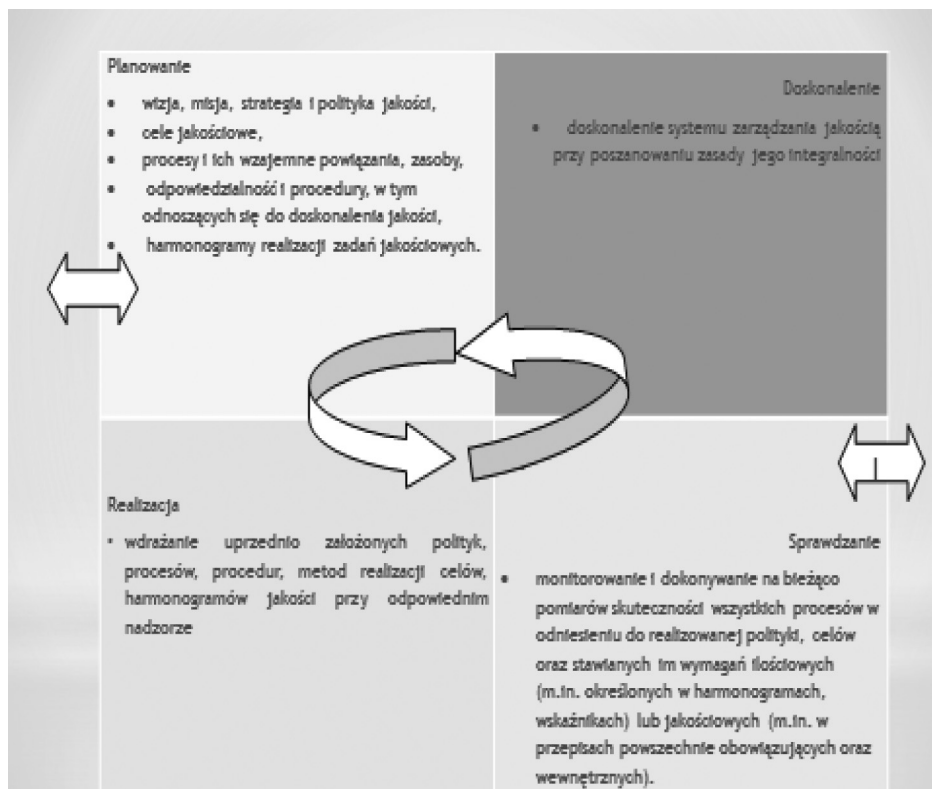 Planowanie
• wizja, misja, strategia i polityka jakości,
• cele jakościowe,
• procesy i ich wzajemne powiązania, zasoby,
• odpowiedzialność i procedury, w tym
odnoszących się do doskonalenia jakości,
• harmonogramy realizacji zadań jakościowych.
Doskonalenie
• doskonalenie systemu zarządzania jakością
przy poszanowaniu zasady jego integralności
Realizacja
• wdrażanie uprzednio założonych polityk,
procesów, procedur, metod realizacji celów,
harmonogramów jakości przy odpowiednim
nadzorze
Sprawdzanie
• monitorowanie i dokonywanie na bieżąco
pomiarów skuteczności wszystkich procesów w
odniesieniu do realizowanej polityki, celów
oraz stawianych im wymagań ilościowych
(m.in. określonych w harmonogramach,
wskaźnikach) lub jakościowych (m.in. w
przepisach powszechnie obowiązujących oraz
wewnętrznych).